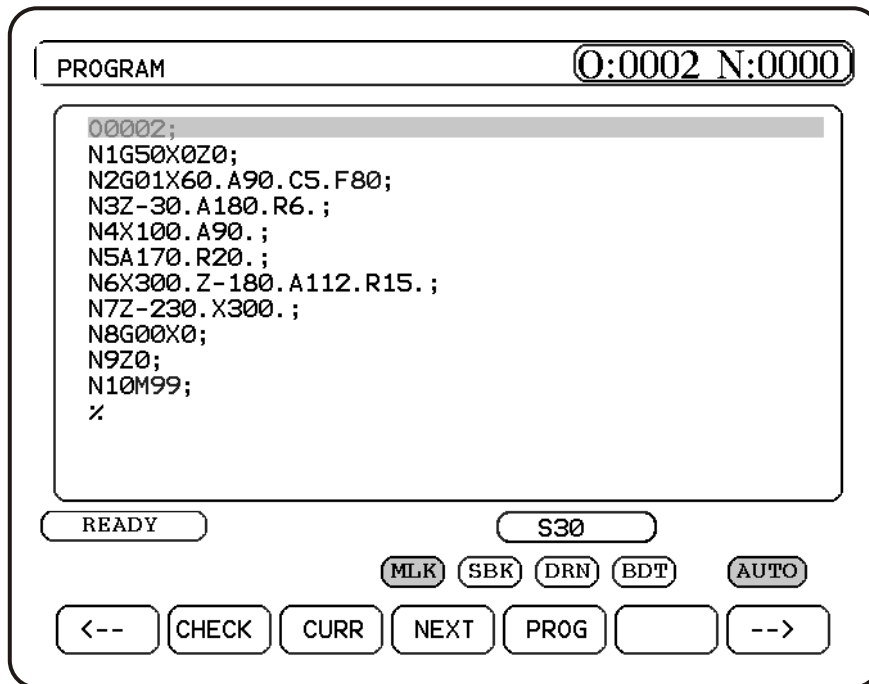 PROGRAM O:0002 N:0000
O0002;
N1G50X0Z0;
N2G01X60.A90.C5.F80;
N3Z-30.A180.R6.;
N4X100.A90.;
N5A170.R20.;
N6X300.Z-180.A112.R15.;
N7Z-230.X300.;
N8G00X0;
N9Z0;
N10M99;
%
READY S30
MLK SBK DRN BDT AUTO
<-- CHECK CURR NEXT PROG -->